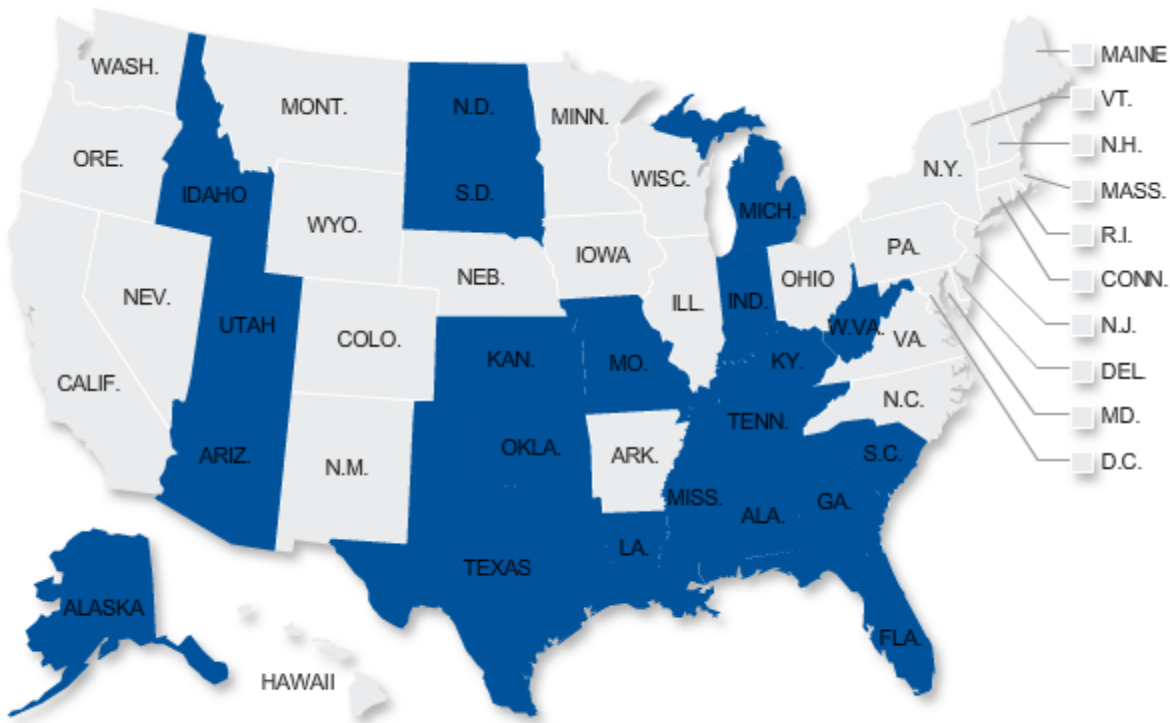 MAINE
WASH.
VT.
N.D.
MONT.
MINN.
N.H.
ORE.
N.Y.
WISC.
MASS.
IDAHO
S.D.
MICH.
WYO.
R.I.
PA.
IOWA
OHIO
NEB.
CONN.
NEV.
IND.
ILL.
UTAH
N.J.
W.VA.
COLO.
VA.
KAN.
MO.
KY.
DEL
CALIF.
N.C.
MD.
TENN.
OKLA.
ARIZ.
ARK.
S.C.
D.C.
N.M.
MISS.
GA.
ALA.
LA.
TEXAS
ALASKA
FLA.
HAWAII